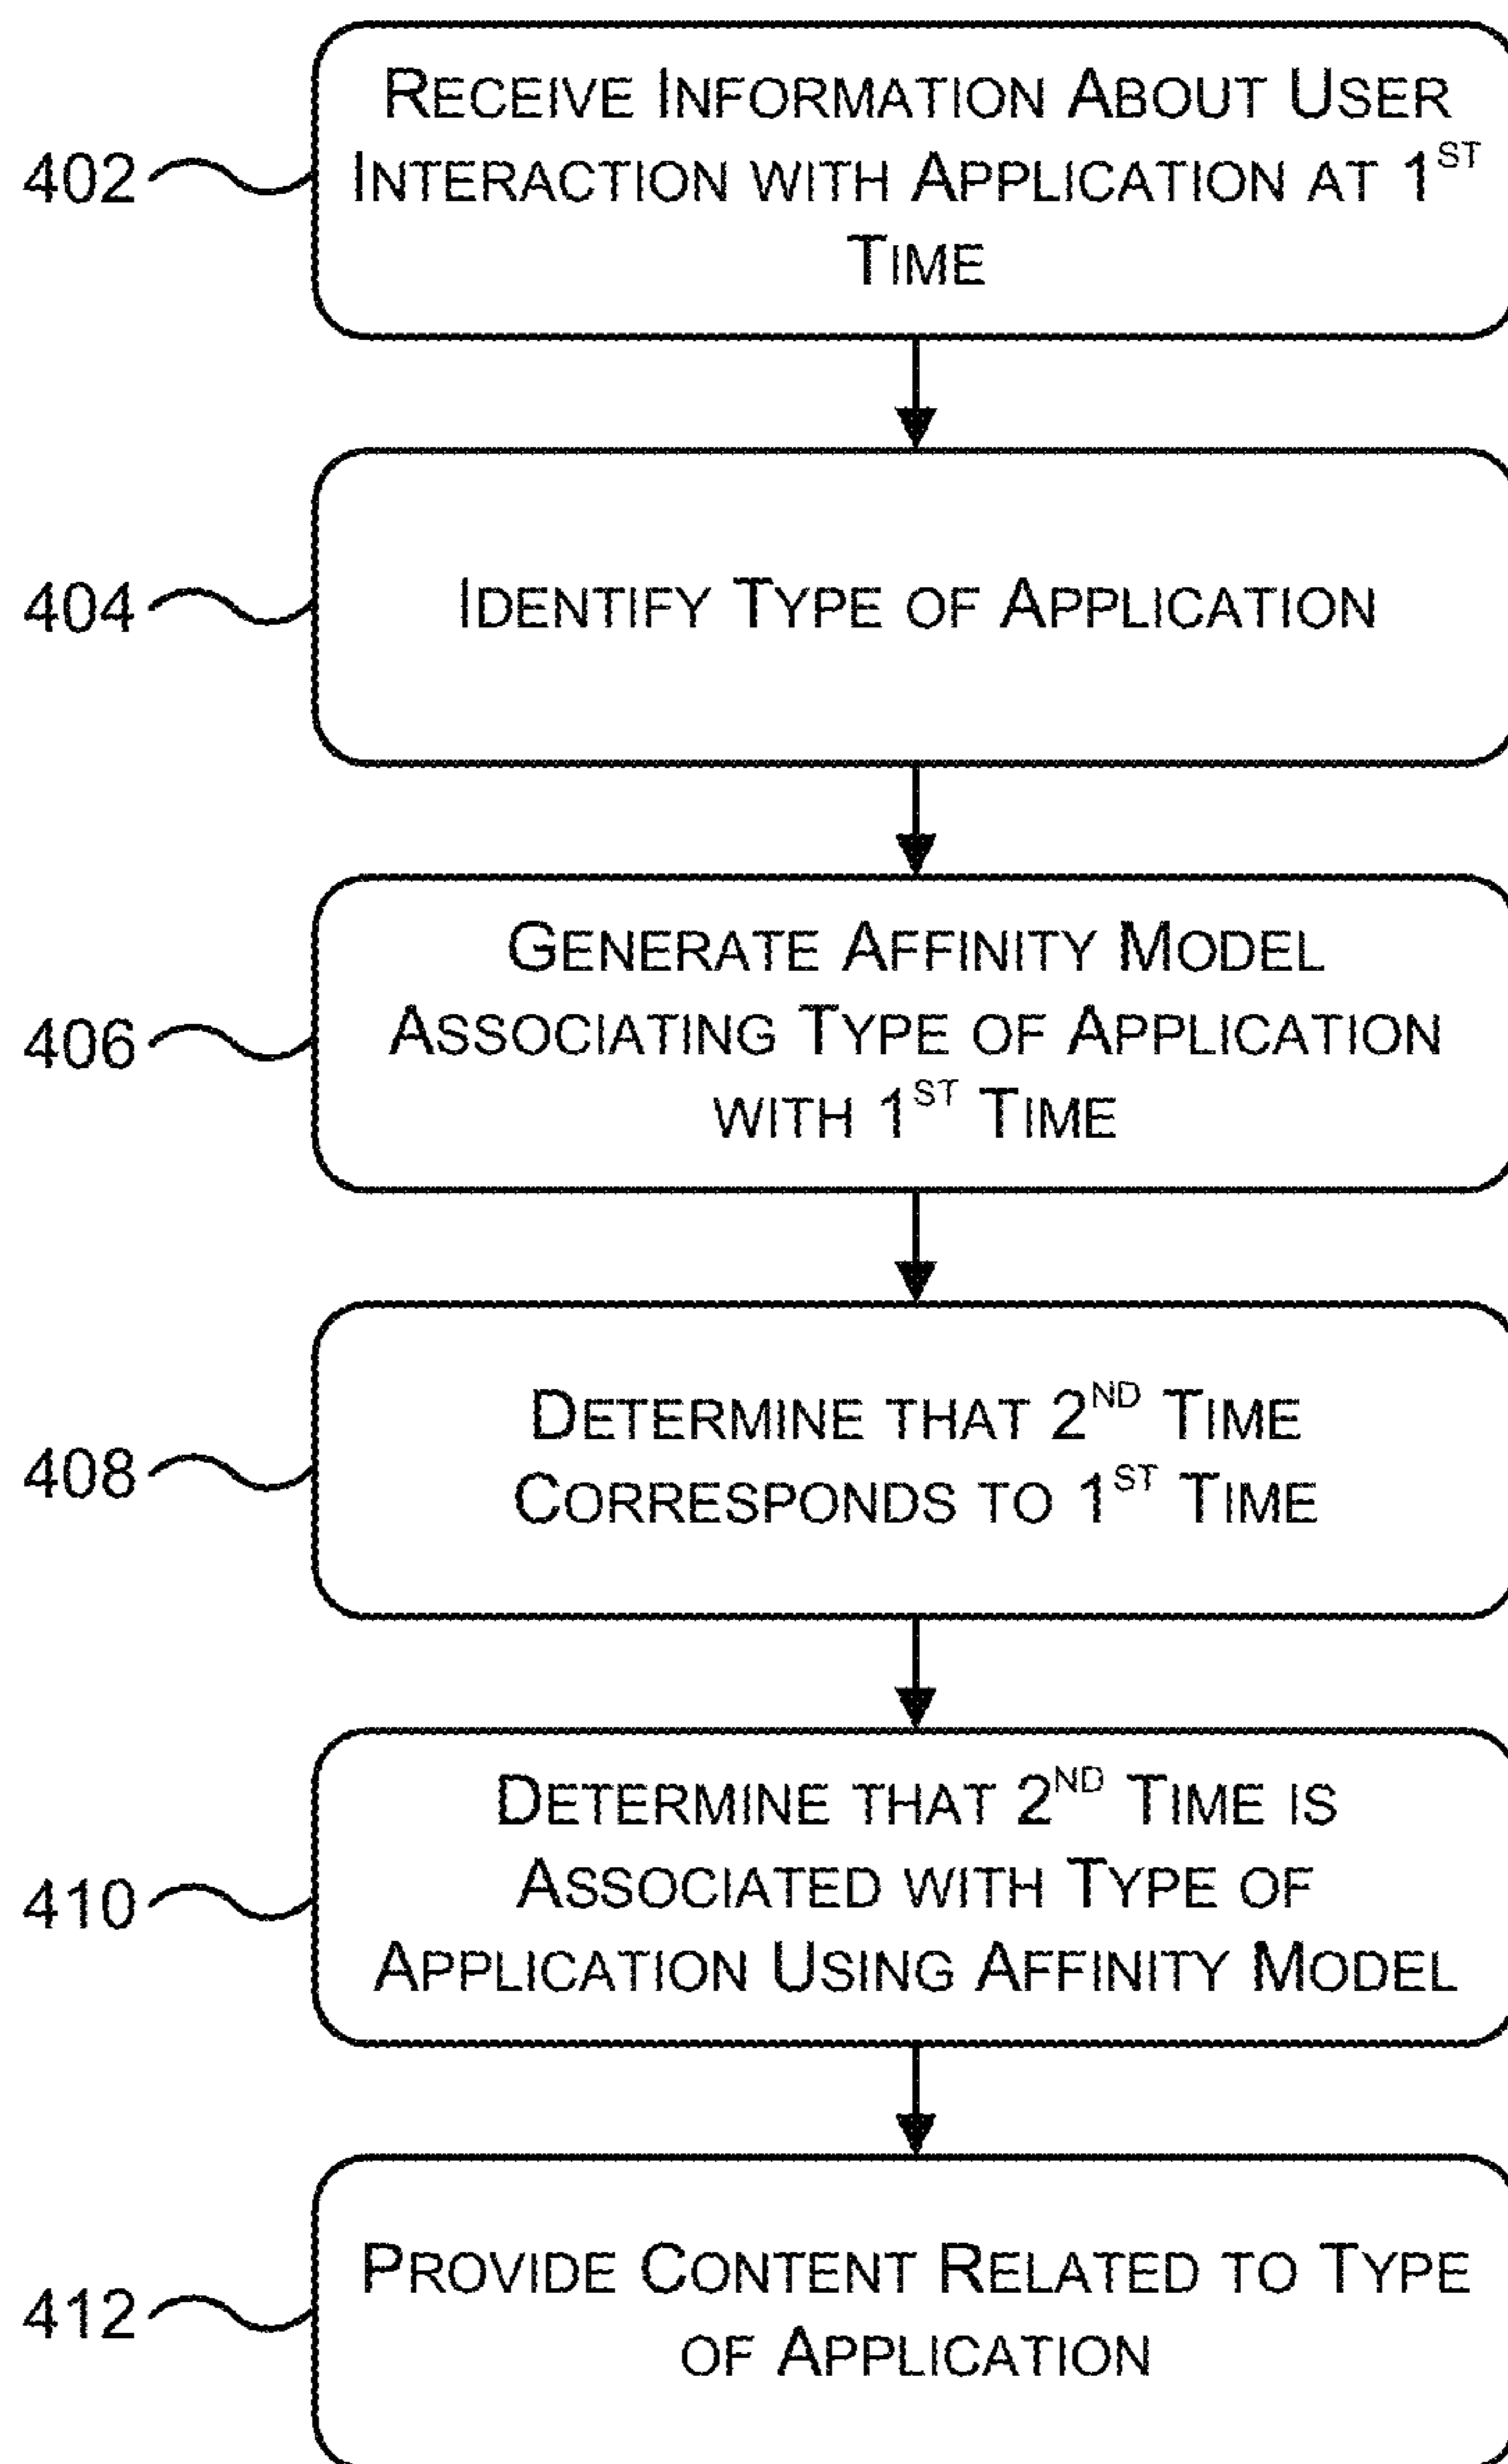 402
RECEIVE INFORMATION ABOUT USER
INTERACTION WITH APPLICATION AT 1ST
TIME
404
IDENTIFY TYPE OF APPLICATION
406
GENERATE AFFINITY MODEL
ASSOCIATING TYPE OF APPLICATION
WITH 1ST TIME
408
DETERMINE THAT 2ND TIME
CORRESPONDS TO 1ST TIME
410
DETERMINE THAT 2ND TIME IS
ASSOCIATED WITH TYPE OF
APPLICATION USING AFFINITY MODEL
412
PROVIDE CONTENT RELATED TO TYPE
OF APPLICATION